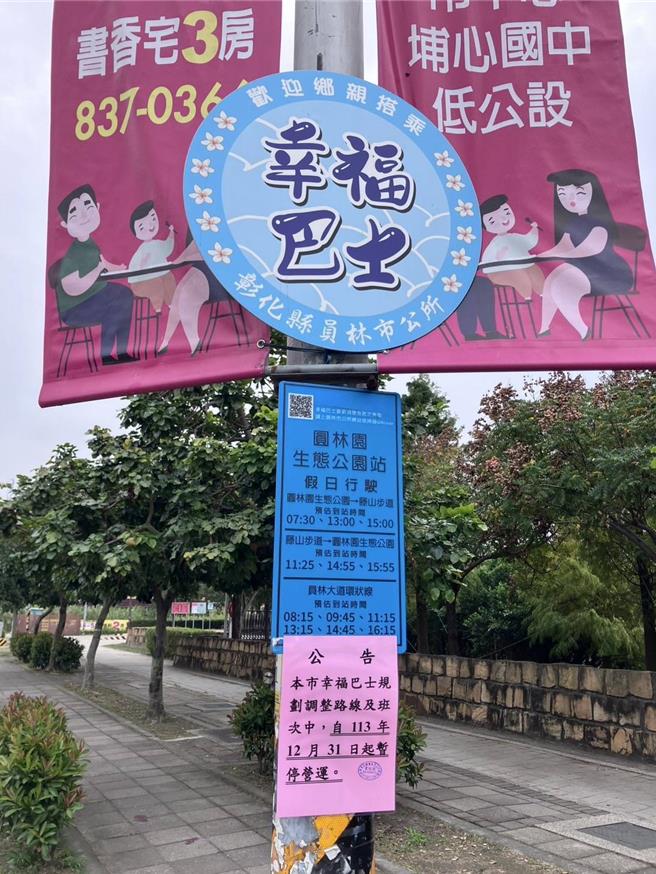 書香宅3房
837-036
埔心國中
低公設
歡迎鄉親搭乘
幸福
巴士
彰化縣員林市公所
圓林園
生態公園站
假日行駛
圓林園生態公園→藤山步道
預估到站時間
07:30、13:00、15:00
藤山步道→圓林園生態公園
預估到站時間
11:25、14:55、15:55
員林大道環狀線
預估到站時間
08:15、09:45、11:15
13:15、14:45、16:15
公告
本市幸福巴士規
劃調整路線及班
次中，自113年
12月31日起暫
停營運。